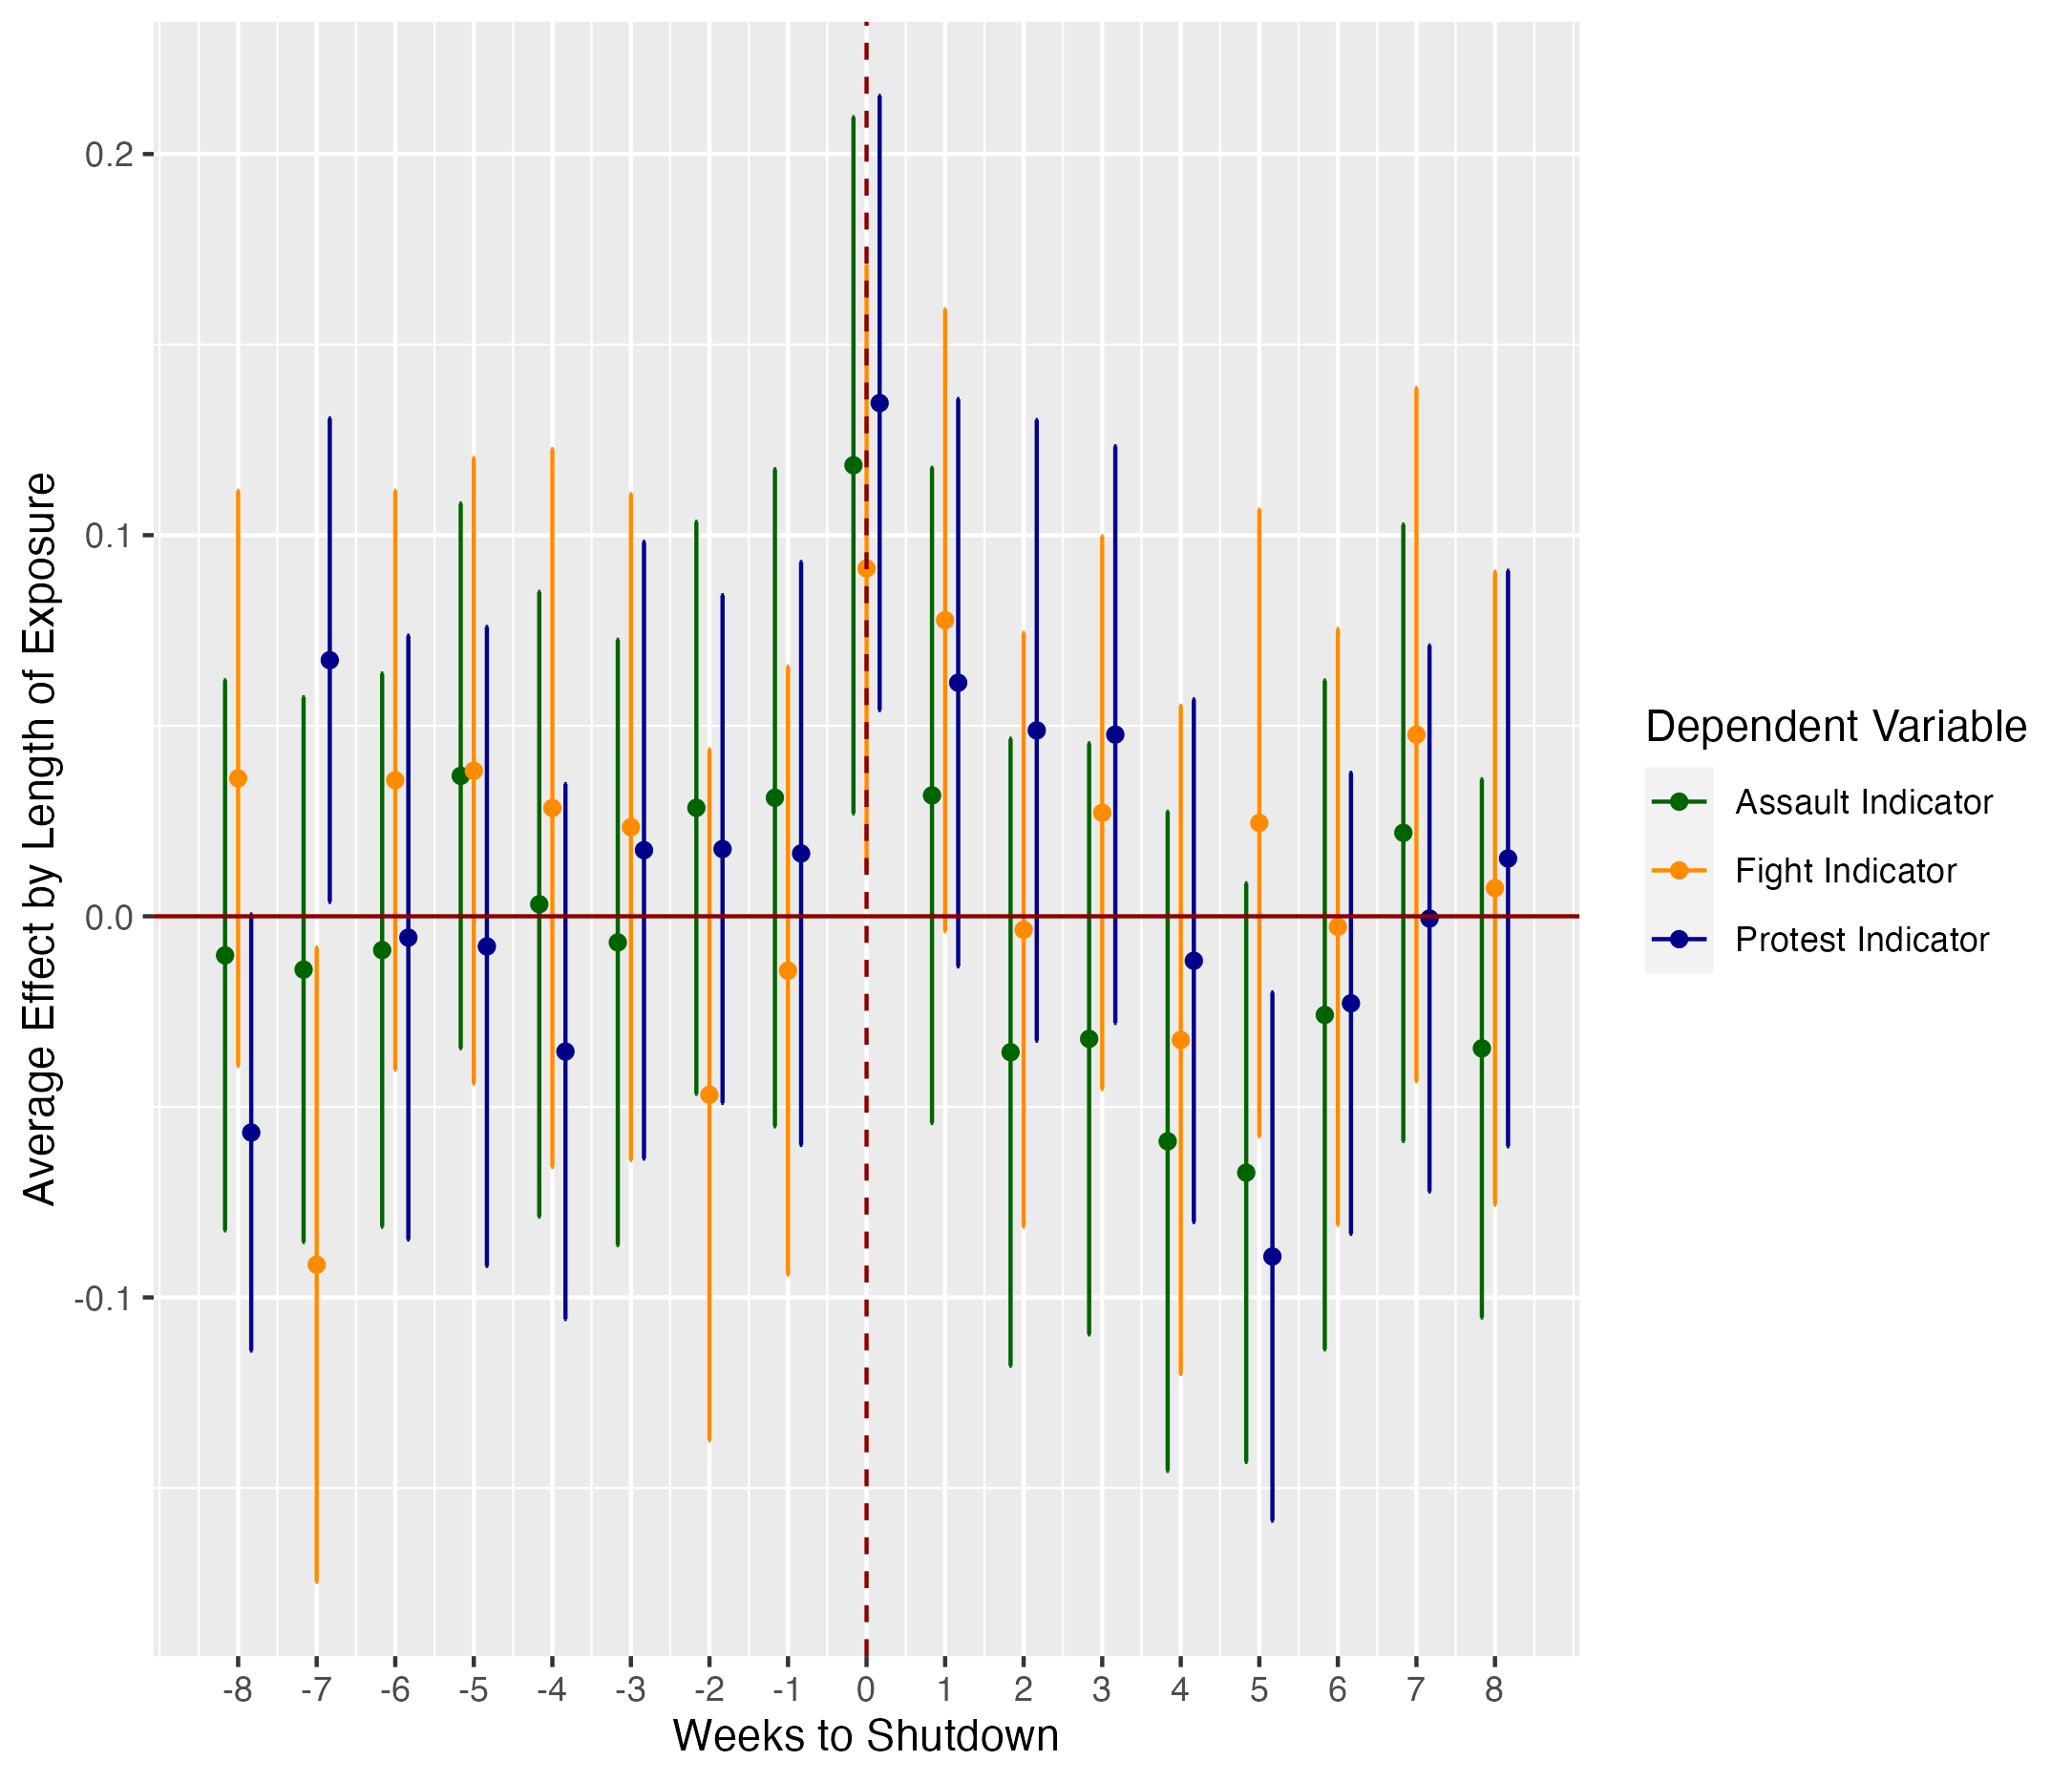 Average Effect by Length of Exposure
0.2
0.1
0.0
-0.1
-8 -7 -6 -5 -4 -3 -2 -1 0 1 2 3 4 5 6 7 8
Weeks to Shutdown
Dependent Variable
Assault Indicator
Fight Indicator
Protest Indicator